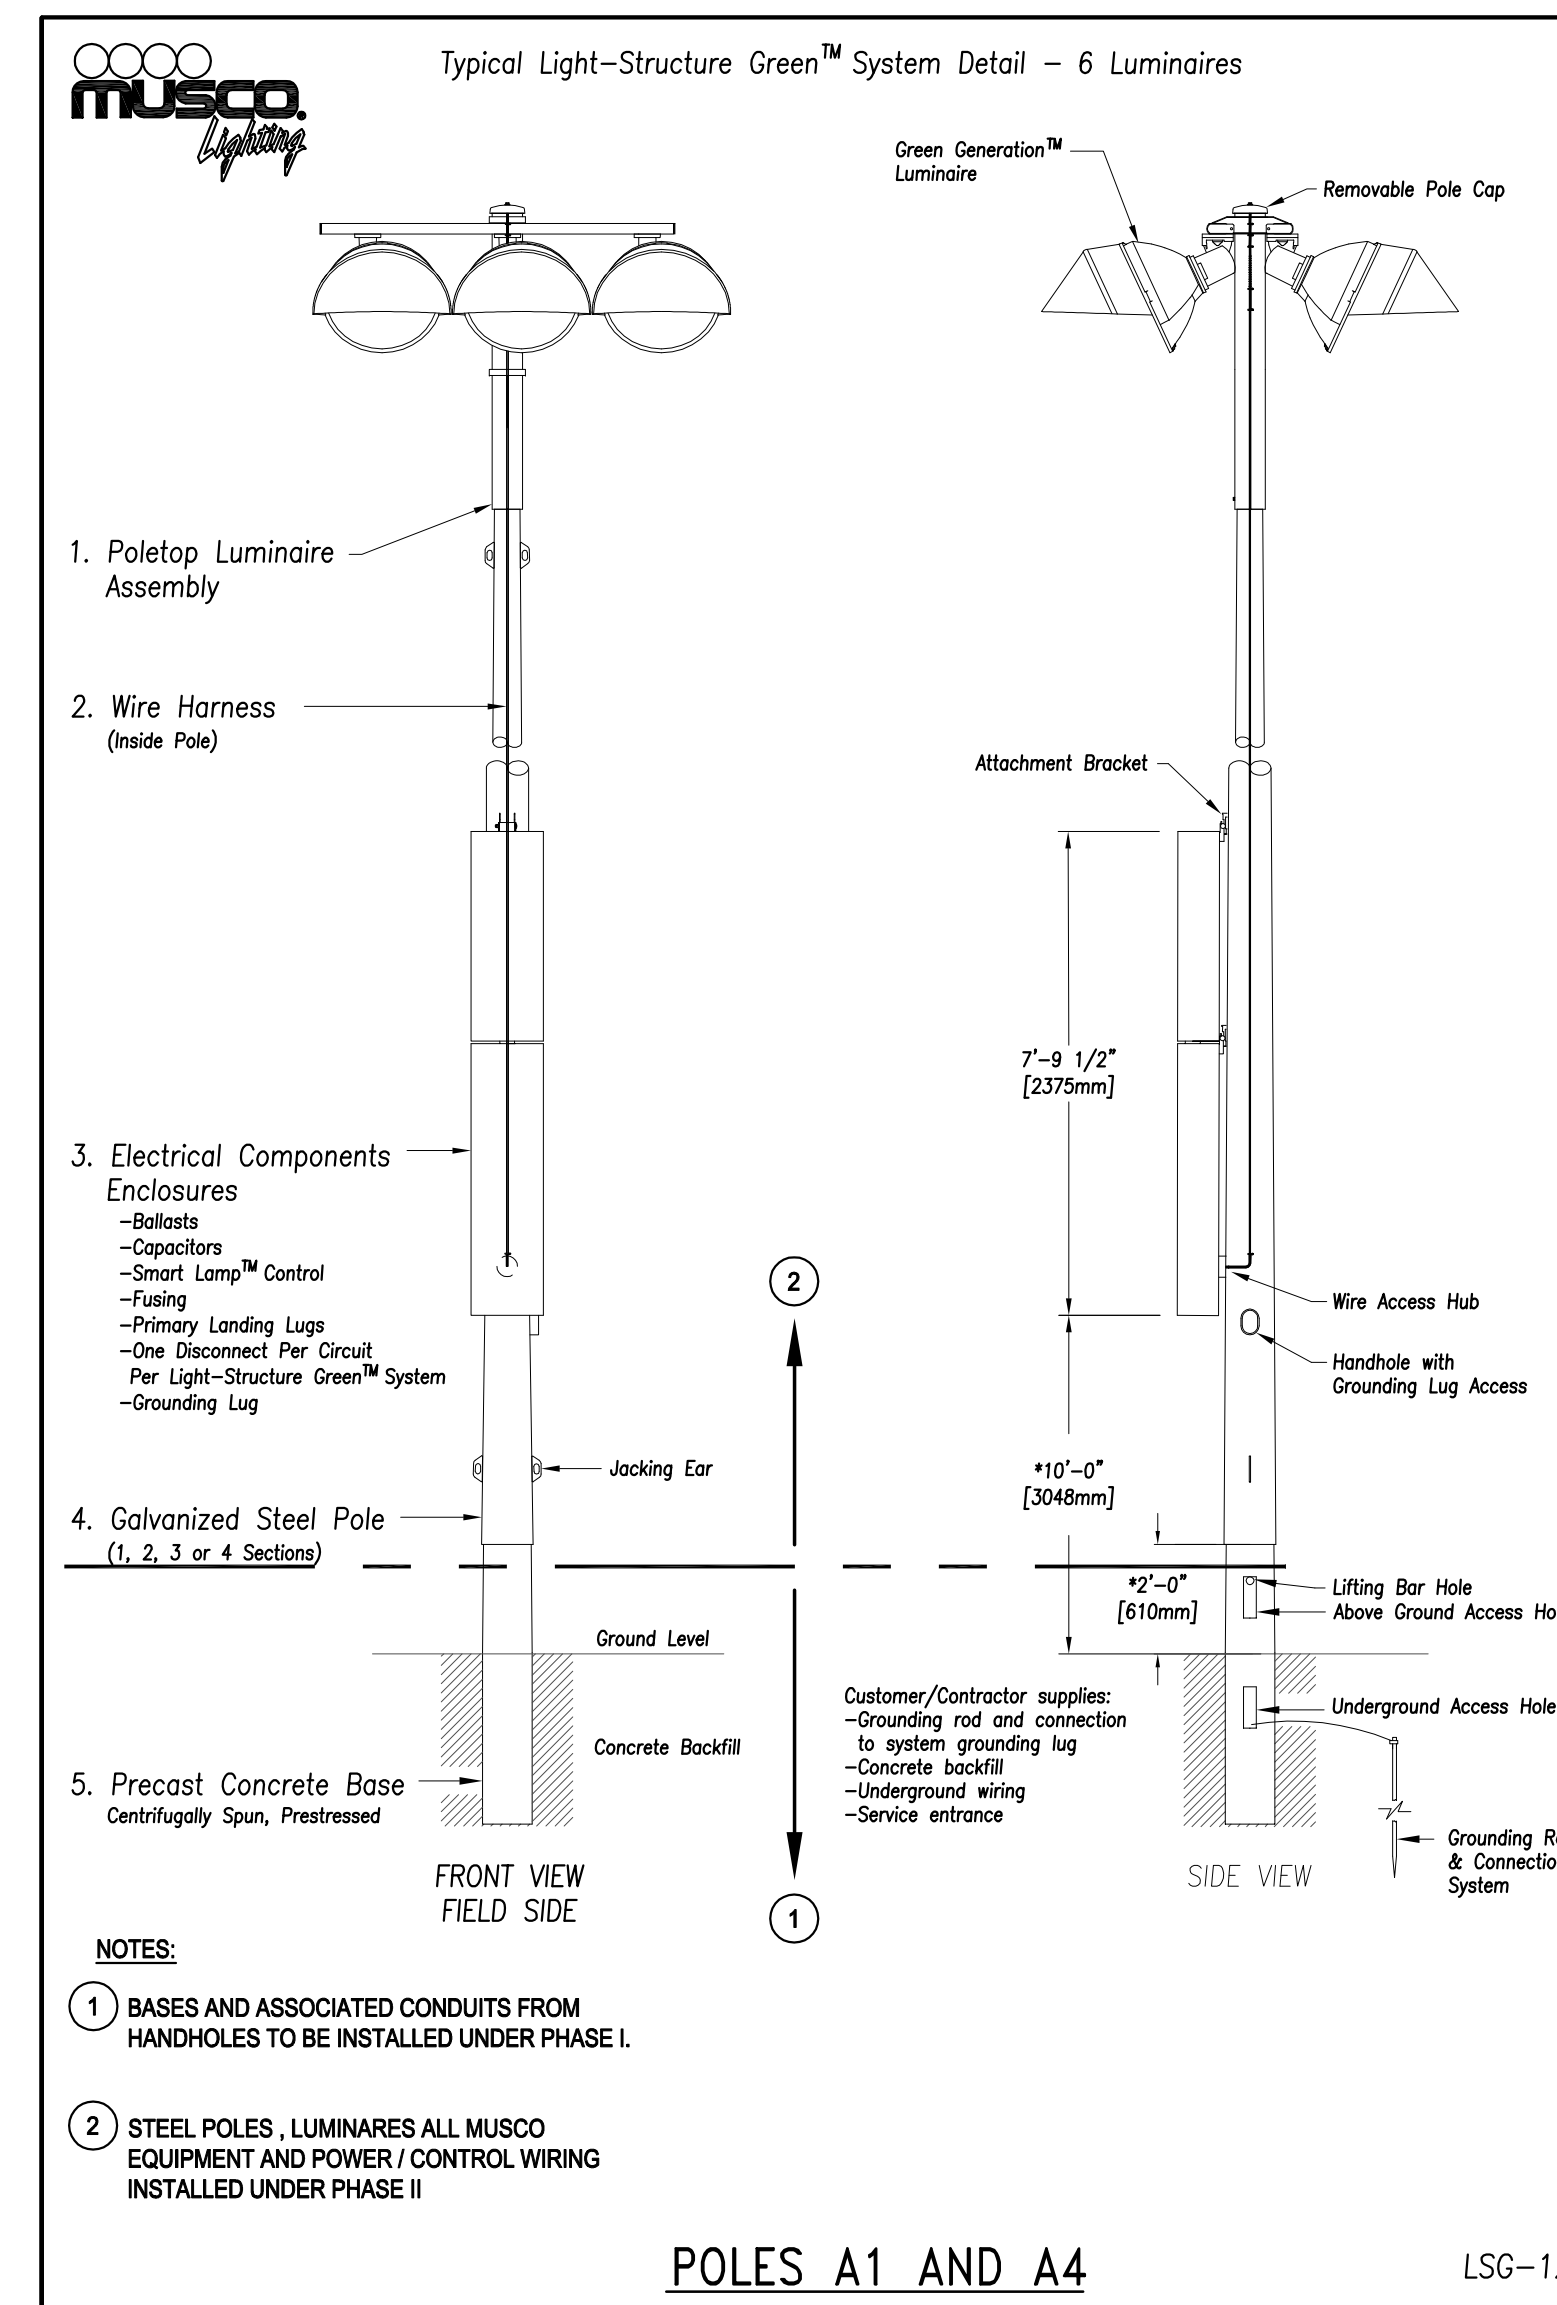 Typical Light-Structure Green™ System Detail - 6 Luminaires
MUSCO®
Lighting
Green Generation™
Luminaire
Removable Pole Cap
1. Poletop Luminaire
Assembly
2. Wire Harness
(Inside Pole)
Attachment Bracket
7'-9 1/2"
[2375mm]
3. Electrical Components
Enclosures
-Ballasts
-Capacitors
-Smart Lamp™ Control
-Fusing
-Primary Landing Lugs
-One Disconnect Per Circuit
Per Light-Structure Green™ System
-Grounding Lug
2
Wire Access Hub
Handhole with
Grounding Lug Access
Jacking Ear
*10'-0"
[3048mm]
4. Galvanized Steel Pole
(1, 2, 3 or 4 Sections)
*2'-0"
[610mm]
Lifting Bar Hole
Above Ground Access
Ground Level
Customer/Contractor supplies:
-Grounding rod and connection
to system grounding lug
-Concrete backfill
-Underground wiring
-Service entrance
Underground Access Hole
Concrete Backfill
5. Precast Concrete Base
Centrifugally Spun, Prestressed
Grounding
&
System
FRONT VIEW
FIELD SIDE
SIDE VIEW
1
NOTES:
1 BASES AND ASSOCIATED CONDUITS FROM
HANDHOLES TO BE INSTALLED UNDER PHASE I.
2 STEEL POLES , LUMINARES ALL MUSCO
EQUIPMENT AND POWER / CONTROL WIRING
INSTALLED UNDER PHASE II
POLES A1 AND A4
LSG-1